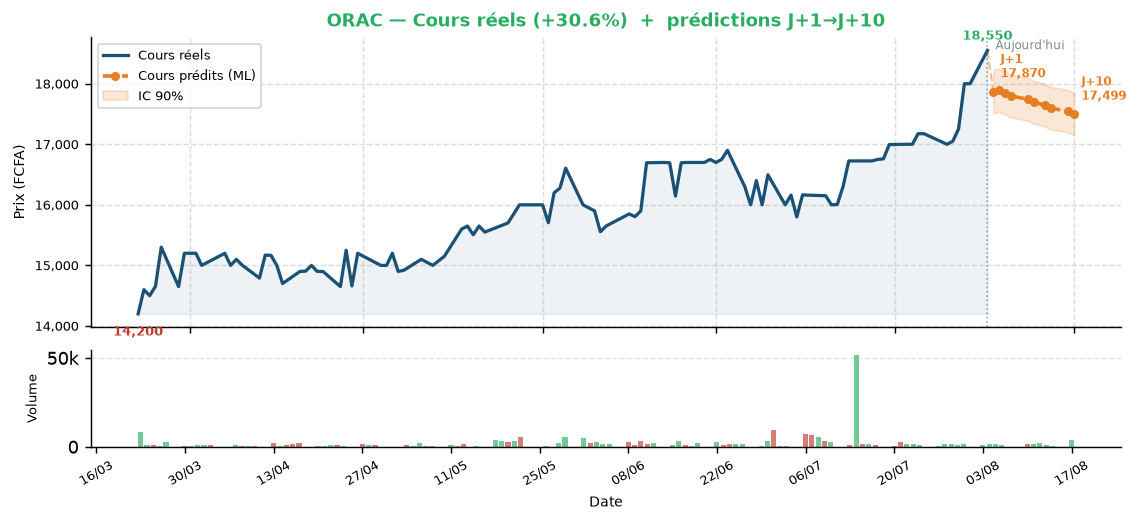 ORAC — Cours réels (+30.6%)  +  prédictions J+1→J+10
Cours réels
Cours prédits (ML)
IC 90%
18,550
Aujourd'hui
J+1
17,870
J+10
17,499
Prix (FCFA)
18,000
17,000
16,000
15,000
14,000
14,200
Volume
50k
0
16/03
30/03
13/04
27/04
11/05
25/05
08/06
22/06
06/07
20/07
03/08
17/08
Date